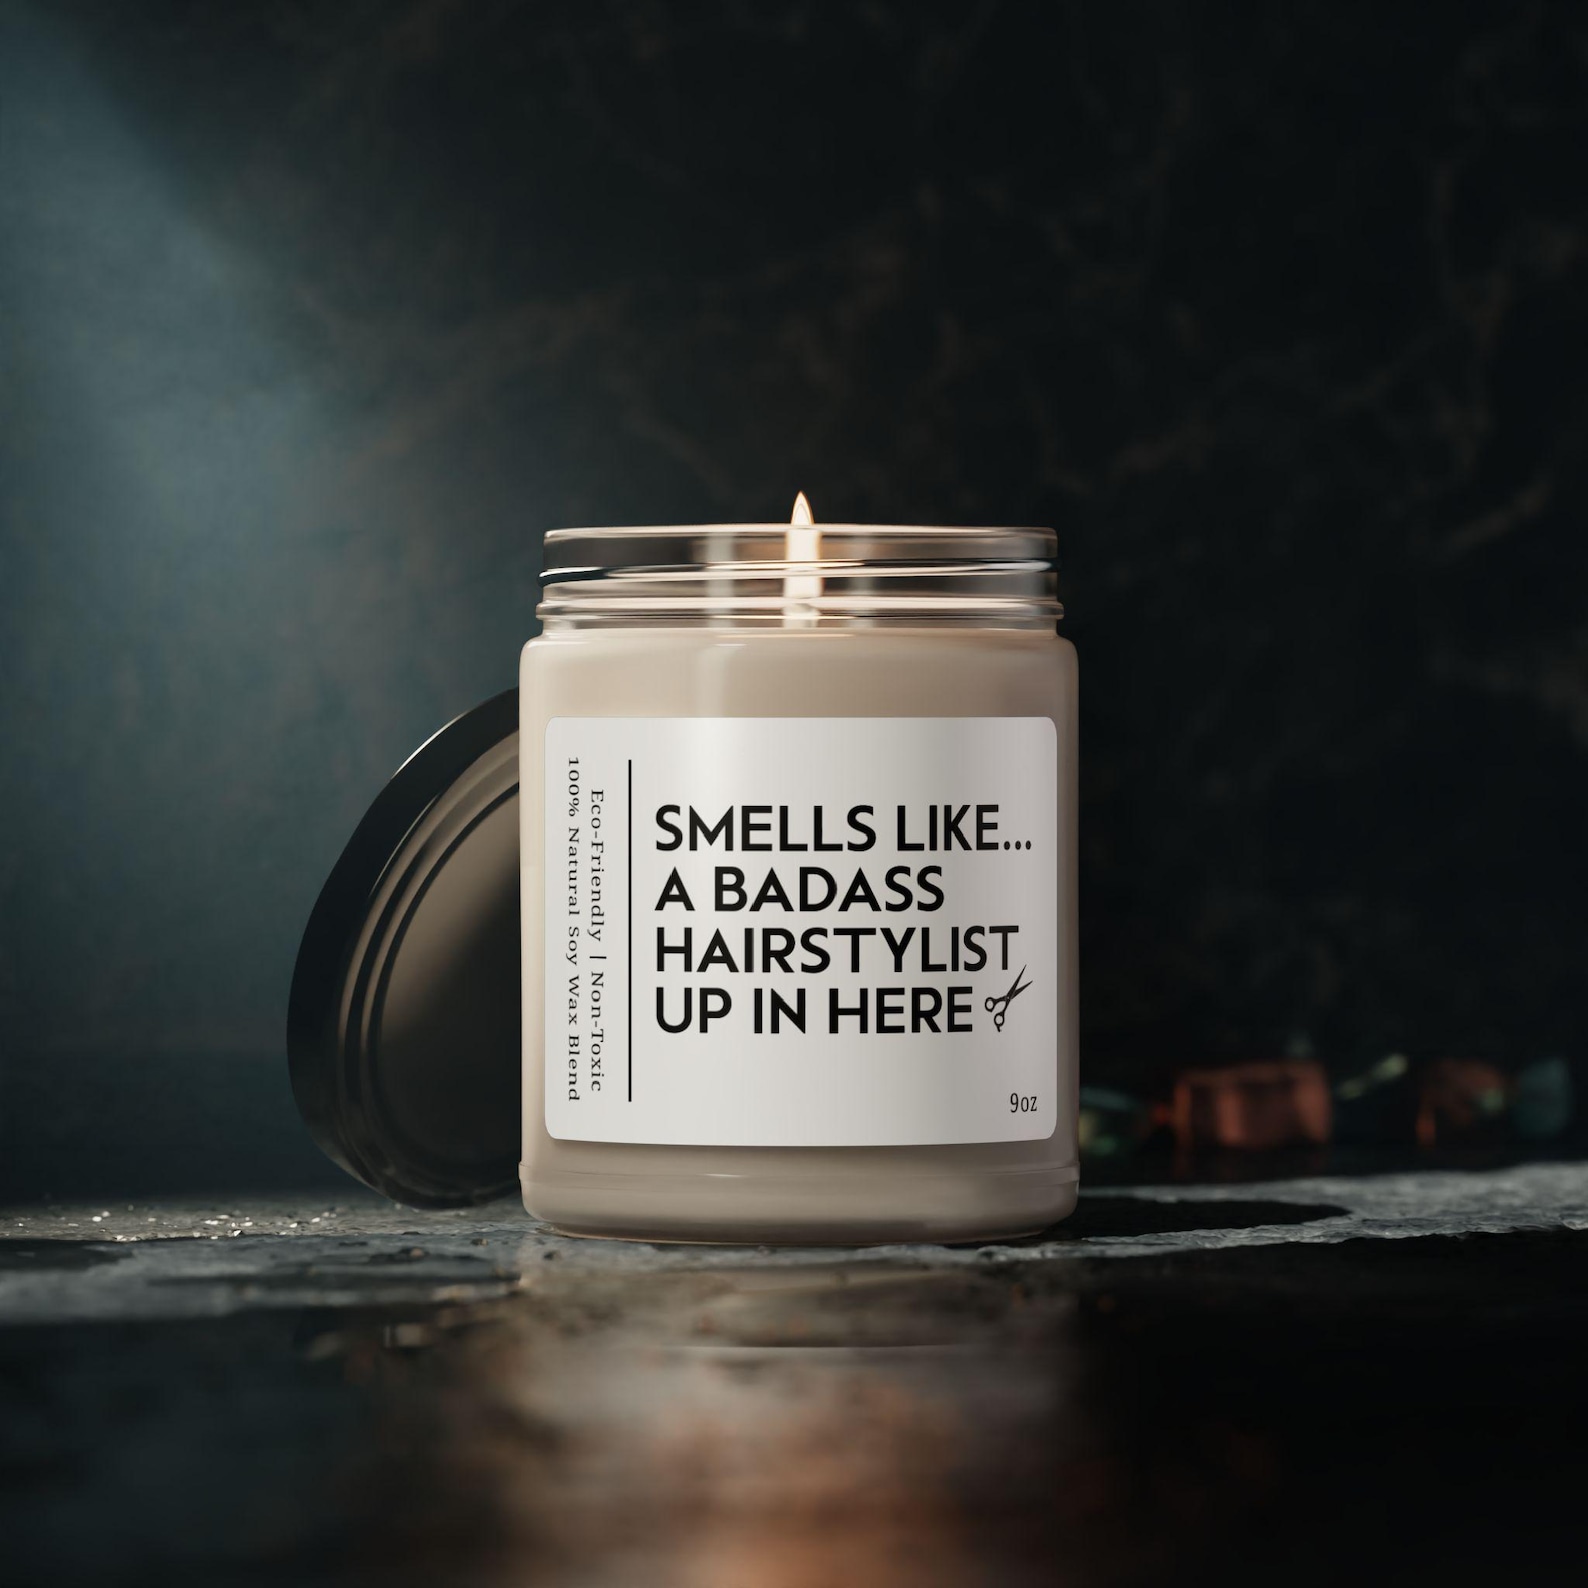 100% Natural Soy Wax Blend
Eco-Friendly | Non-Toxic
SMELLS LIKE...
A BADASS
HAIRSTYLIST
UP IN HERE
9oz